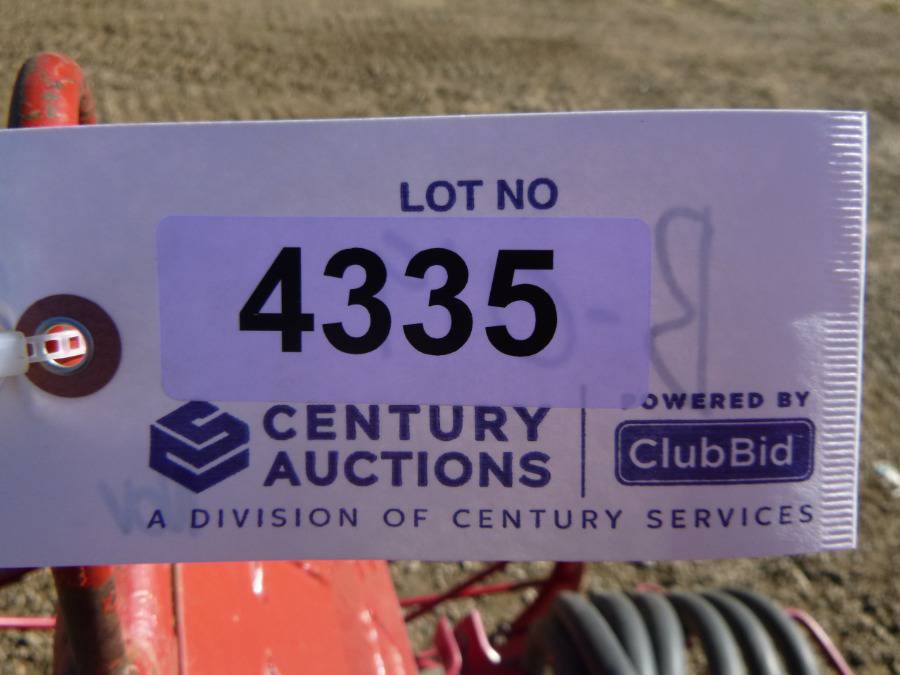 LOT NO
4335
CENTURY
AUCTIONS
POWERED BY
ClubBid
A DIVISION OF CENTURY SERVICES